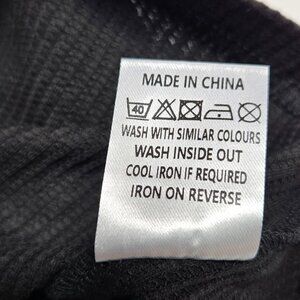 MADE IN CHINA
40
WASH WITH SIMILAR COLOURS
WASH INSIDE OUT
COOL IRON IF REQUIRED
IRON ON REVERSE